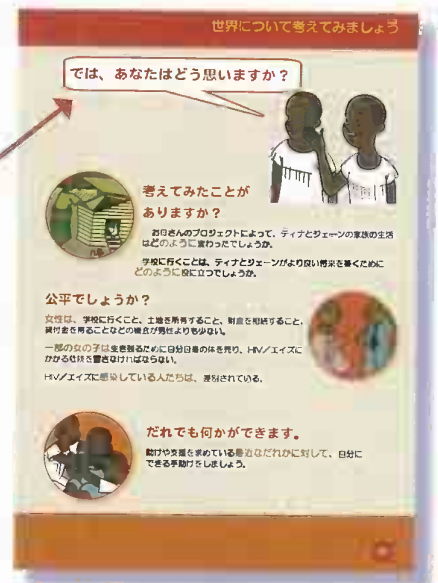 世界について考えてみましょう
では、あなたはどう思いますか？
考えてみたことが
ありますか？
お母さんのプロジェクトによって、ティナとジェーンの家族の生活
はどのように変わったでしょうか。
学校に行くことは、ティナとジェーンがより良い将来を築くために
どのように役に立つでしょうか。
公平でしょうか？
女性は、学校に行くこと、土地を所有すること、財産を相続すること、
貸付金を得ることなどの機会が男性よりも少ない。
一部の女の子は生き残るために自分自身の体を売り、HIV／エイズに
かかる危険を冒さなければならない。
HIV／エイズに感染している人たちは、差別されている。
だれでも何かができます。
助けや支援を求めている身近なだれかに対して、自分に
できる手助けをしましょう。